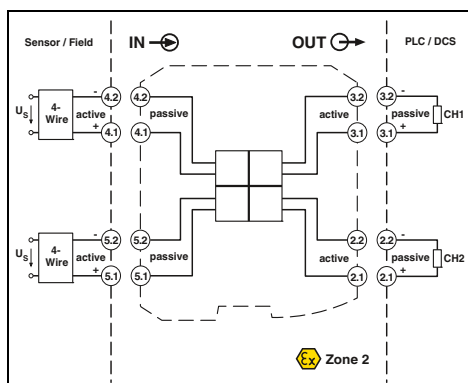 Sensor / Field
IN
OUT
PLC / DCS
4-Wire
US
-
active
+
4.2
4.1
4.2
passive
4.1
3.2
active
3.1
3.2
-
passive
+
3.1
CH1
4-Wire
US
-
active
+
5.2
5.1
5.2
passive
5.1
2.2
active
2.1
2.2
-
passive
+
2.1
CH2
Ex Zone 2